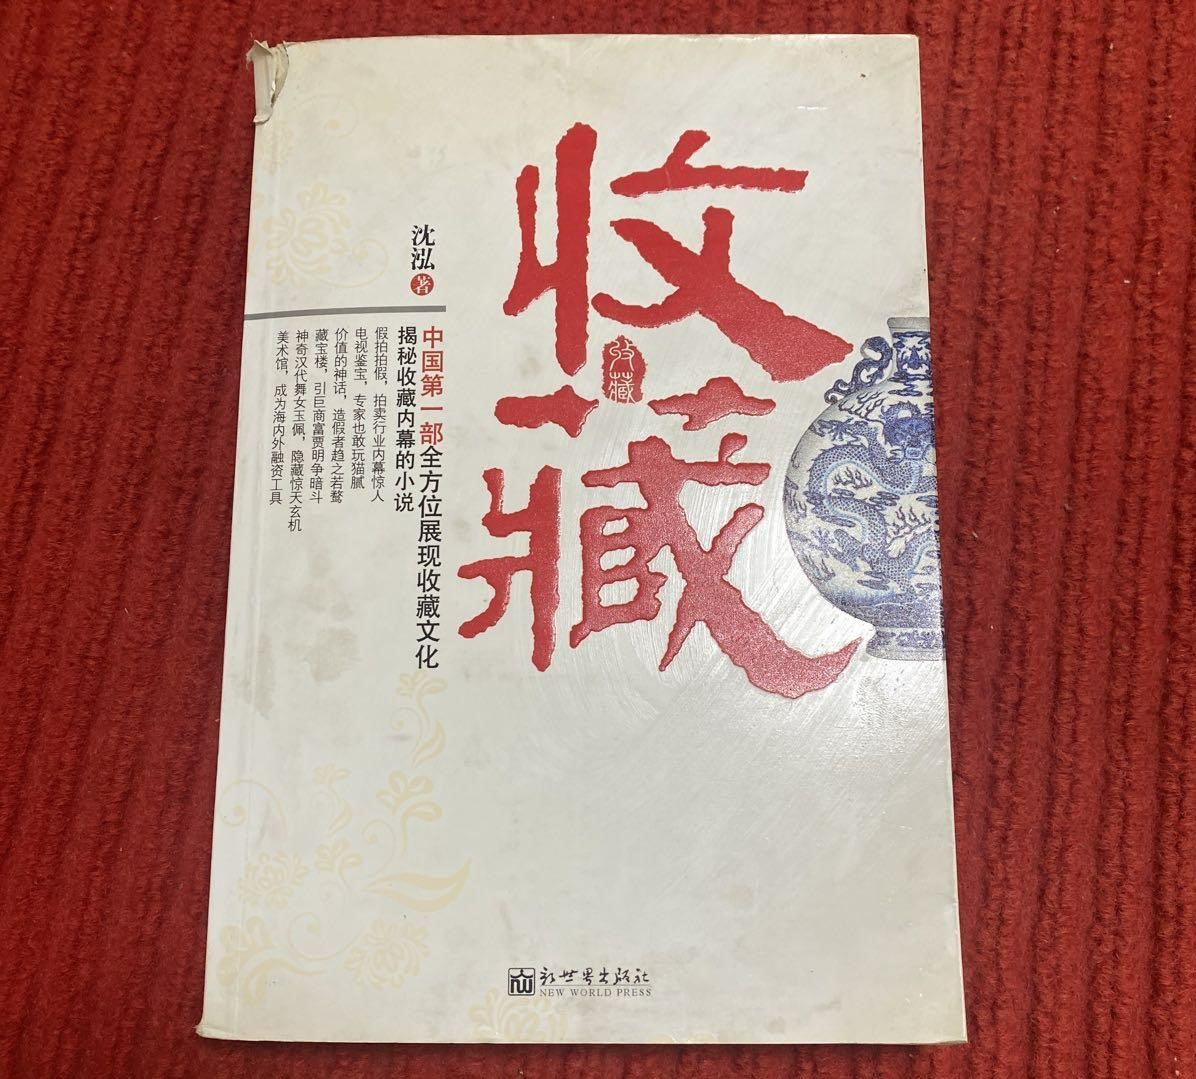 收藏
收藏
沈泓 著
中国第一部全方位展现收藏文化
揭秘收藏内幕的小说
假拍拍假，拍卖行业内幕惊人
电视鉴宝，专家也敢玩猫腻
价值的神话，造假者趋之若鹜
藏宝楼，引巨商富贾明争暗斗
神奇汉代舞女玉佩，隐藏惊天玄机
美术馆，成为海内外融资工具
新世界出版社
NEW WORLD PRESS